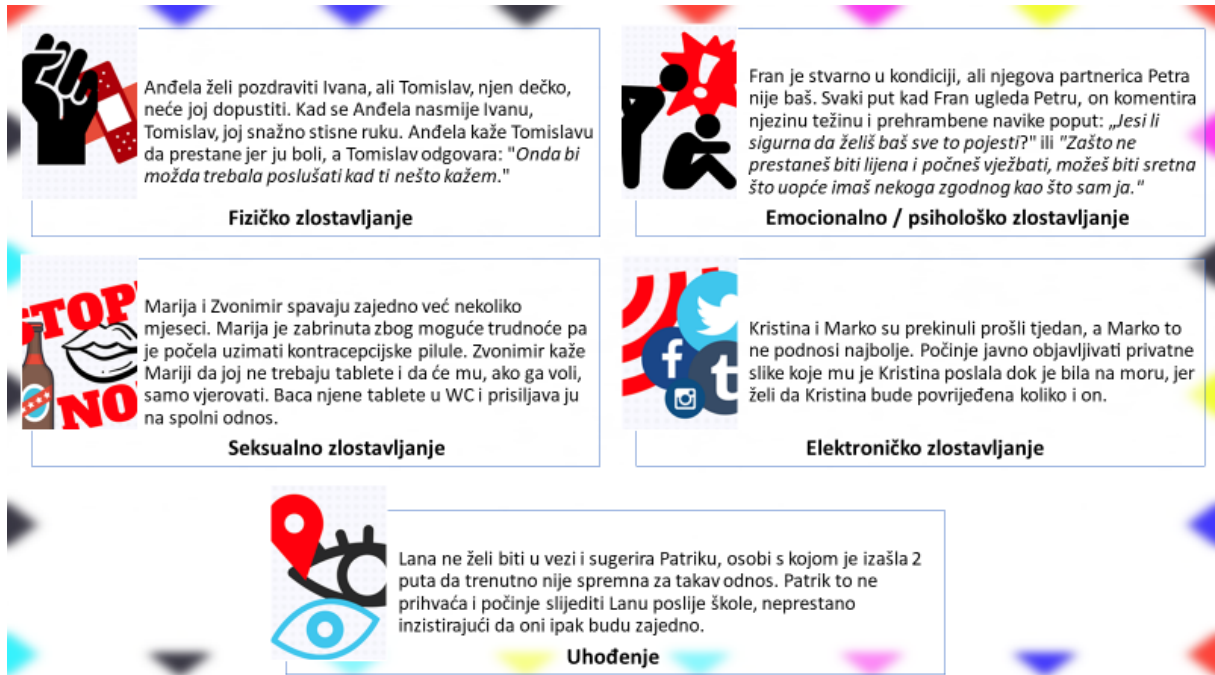 Anđela želi pozdraviti Ivana, ali Tomislav, njen dečko,
neće joj dopustiti. Kad se Anđela nasmije Ivanu,
Tomislav, joj snažno stisne ruku. Anđela kaže Tomislavu
da prestane jer ju boli, a Tomislav odgovara: "Onda bi
možda trebala poslušati kad ti nešto kažem."
Fizičko zlostavljanje
Fran je stvarno u kondiciji, ali njegova partnerica Petra
nije baš. Svaki put kad Fran ugleda Petru, on komentira
njezinu težinu i prehrambene navike poput: „Jesi li
sigurna da želiš baš sve to pojesti?" ili "Zašto ne
prestaneš biti lijena i počneš vježbati, možeš biti sretna
što uopće imaš nekoga zgodnog kao što sam ja."
Emocionalno / psihološko zlostavljanje
STOP
NO
Marija i Zvonimir spavaju zajedno već nekoliko
mjeseci. Marija je zabrinuta zbog moguće trudnoće pa
je počela uzimati kontracepcijske pilule. Zvonimir kaže
Mariji da joj ne trebaju tablete i da će mu, ako ga voli,
samo vjerovati. Baca njene tablete u WC i prisiljava ju
na spolni odnos.
Seksualno zlostavljanje
Kristina i Marko su prekinuli prošli tjedan, a Marko to
ne podnosi najbolje. Počinje javno objavljivati privatne
slike koje mu je Kristina poslala dok je bila na moru, jer
želi da Kristina bude povrijeđena koliko i on.
Elektroničko zlostavljanje
Lana ne želi biti u vezi i sugerira Patriku, osobi s kojom je izašla 2
puta da trenutno nije spremna za takav odnos. Patrik to ne
prihvaća i počinje slijediti Lanu poslije škole, neprestano
inzistirajući da oni ipak budu zajedno.
Uhođenje